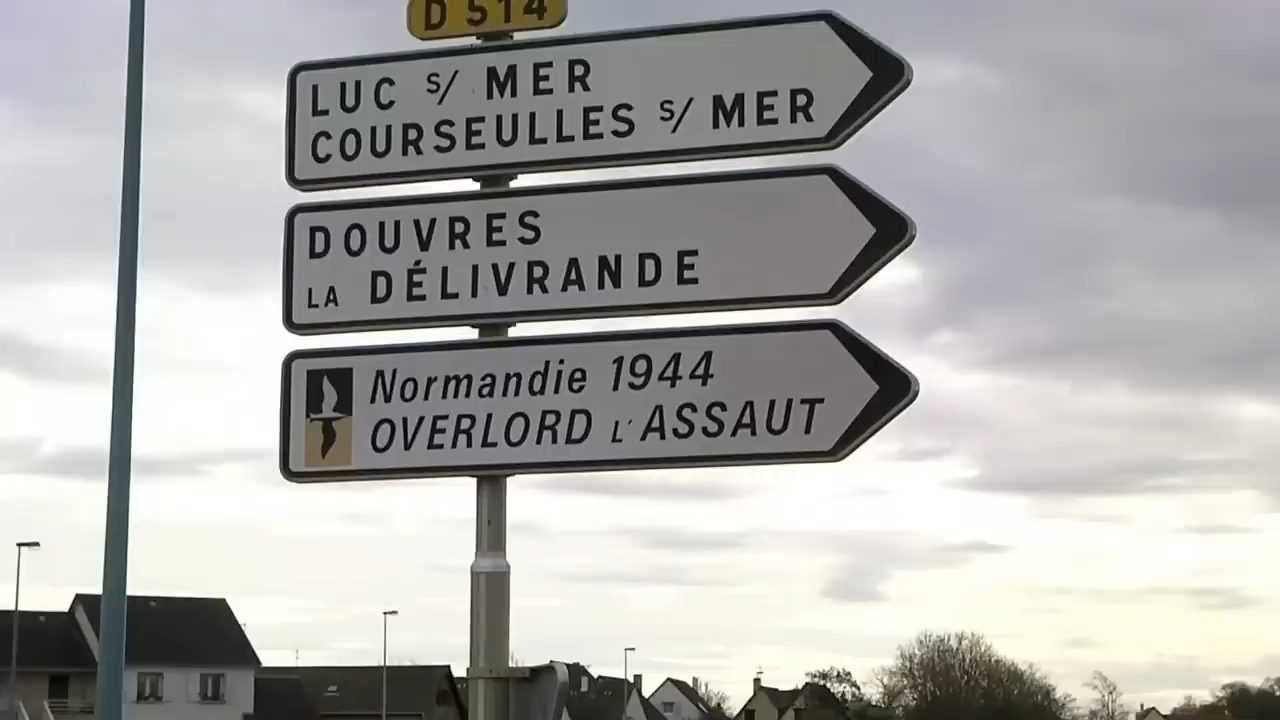 D 514
LUC s/ MER
COURSEULLES s/ MER
DOUVRES
LA DÉLIVRANDE
Normandie 1944
OVERLORD L'ASSAUT